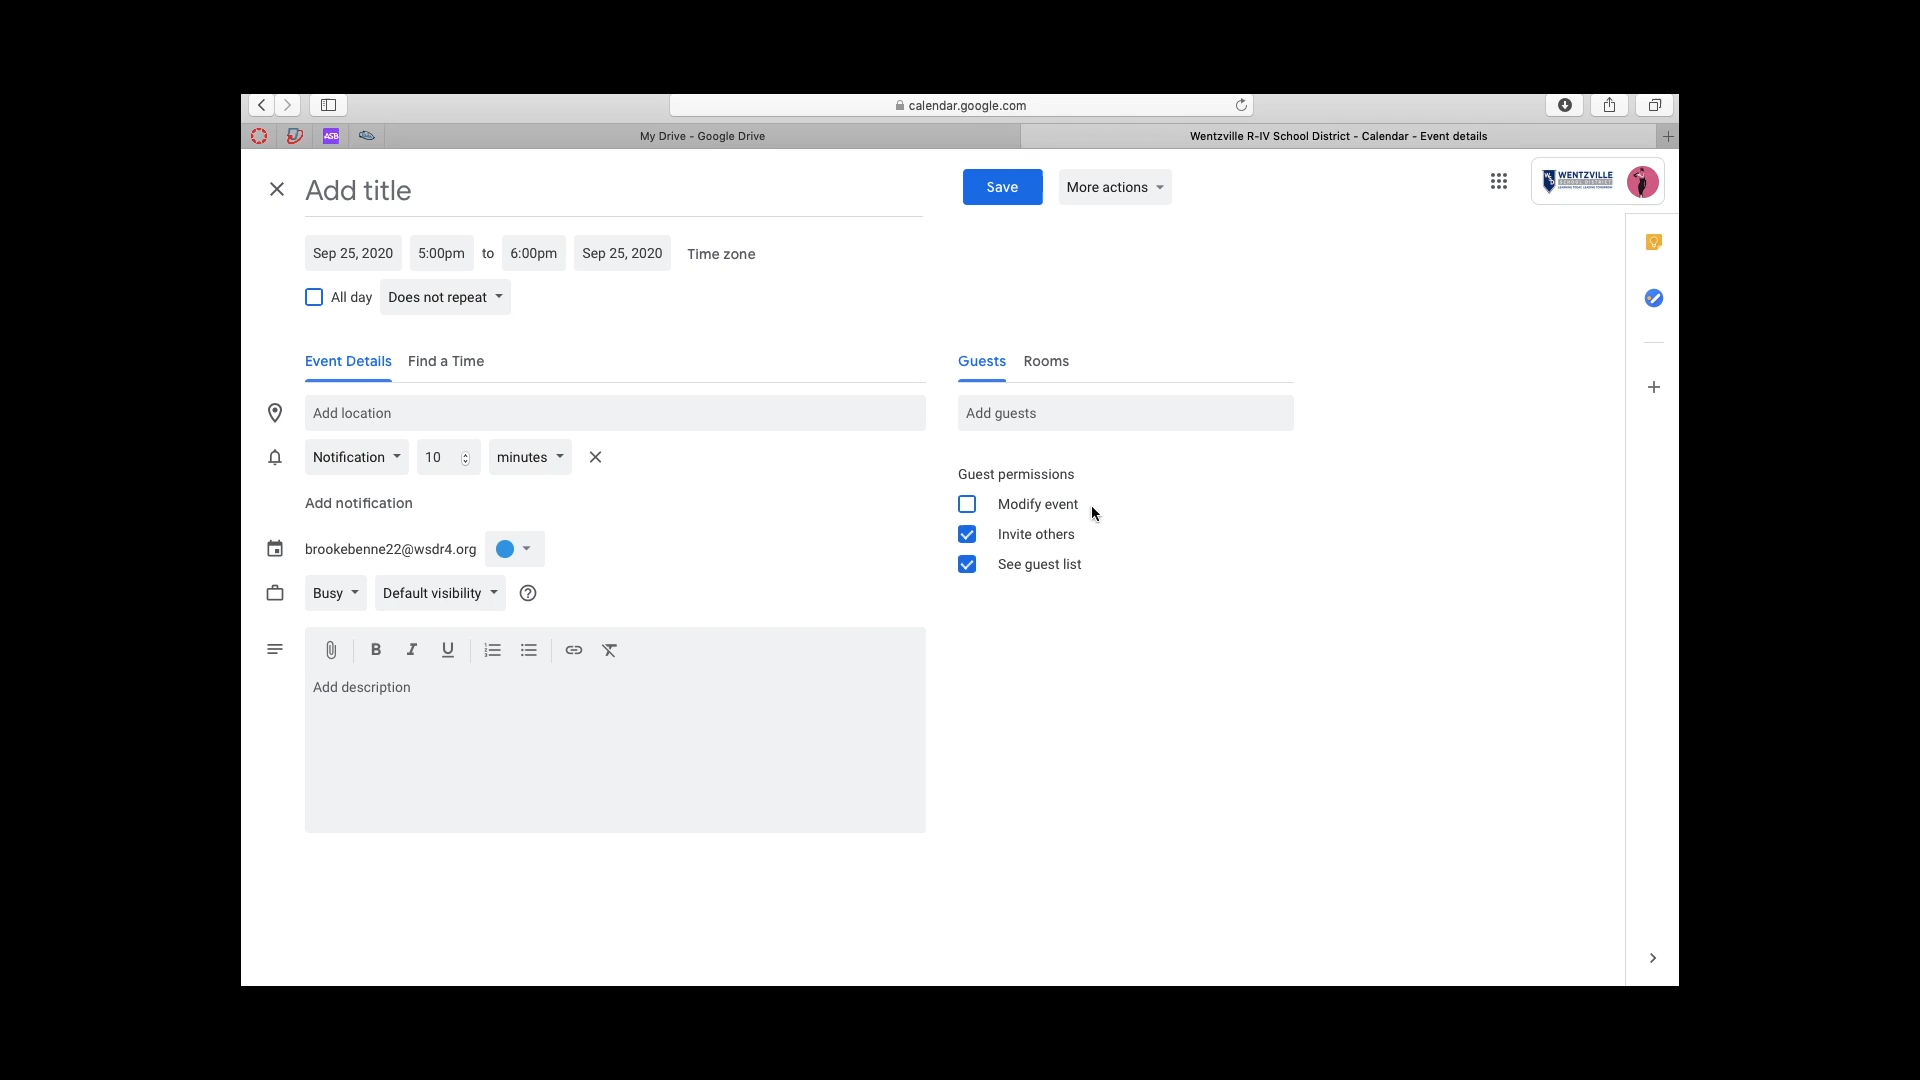 calendar.google.com
ASB
My Drive - Google Drive
Wentzville R-IV School District - Calendar - Event details
Add title
Save
More actions
WENTZVILLE
SCHOOL DISTRICT
Sep 25, 2020
5:00pm
to
6:00pm
Sep 25, 2020
Time zone
All day
Does not repeat
Event Details
Find a Time
Guests
Rooms
Add location
Add guests
Notification
10
minutes
Guest permissions
Add notification
Modify event
Invite others
brookebenne22@wsdr4.org
See guest list
Busy
Default visibility
B I U
Add description